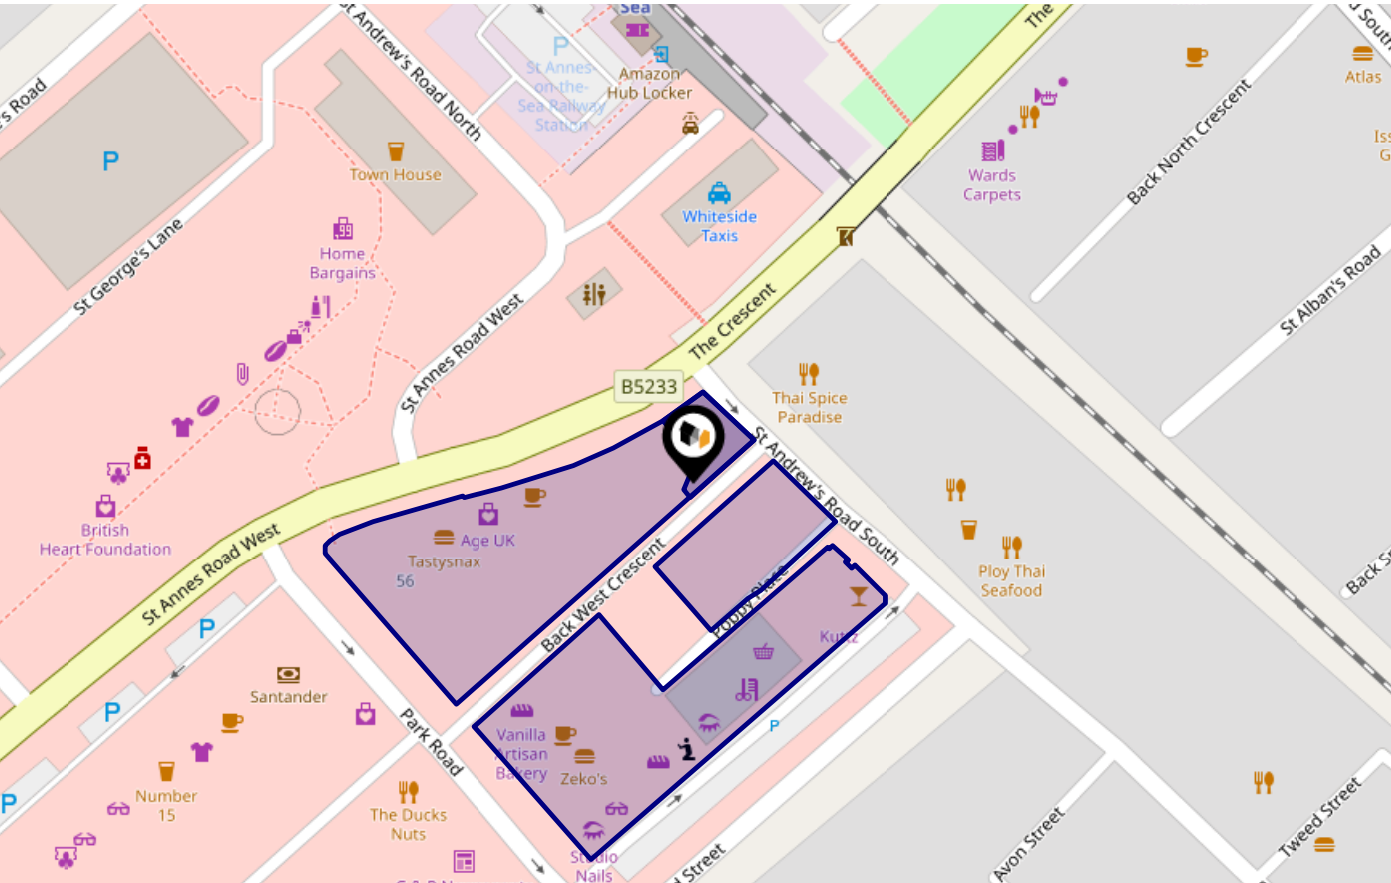 St Andrew's Road North
Sea
The
d South
's Road
P
St Annes-
on-the-
Sea Railway
Station
Amazon
Hub Locker
Atlas
P
Town House
Back North Crescent
Wards
Carpets
Whiteside
Taxis
St George's Lane
Home
Bargains
St Alban's Road
St Annes Road West
The Crescent
B5233
Thai Spice
Paradise
St Andrew's Road South
British
Heart Foundation
Age UK
Tastysnax
56
Ploy Thai
Seafood
St Annes Road West
Back West Crescent
Poppy Place
P
Kuttz
Santander
P
Park Road
Vanilla
Artisan
Bakery
Zeko's
P
P
Number
15
The Ducks
Nuts
Studio
Nails
Street
Avon Street
Tweed Street